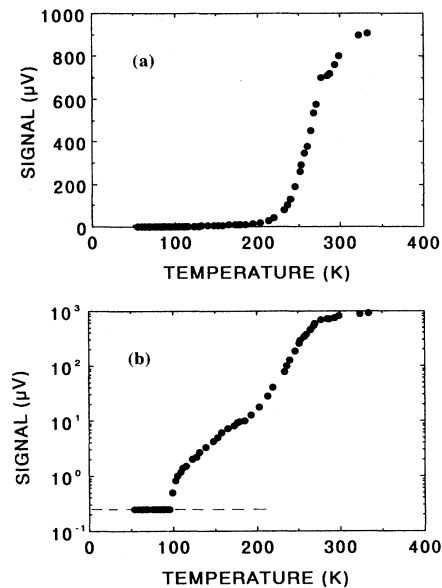 1000
(a)
800
600
400
200
0
SIGNAL (µV)
0 100 200 300 400
TEMPERATURE (K)
10³
(b)
10²
10¹
10⁰
10⁻¹
SIGNAL (µV)
0 100 200 300 400
TEMPERATURE (K)